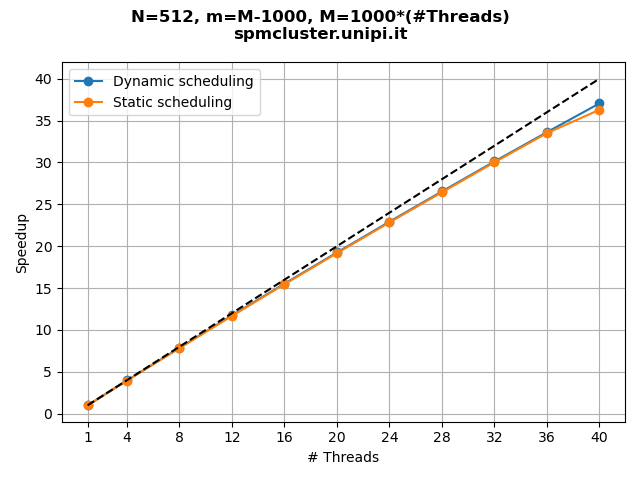 N=512, m=M-1000, M=1000*(#Threads)
spmcluster.unipi.it
Dynamic scheduling
Static scheduling
Speedup
40
35
30
25
20
15
10
5
0
1 4 8 12 16 20 24 28 32 36 40
# Threads